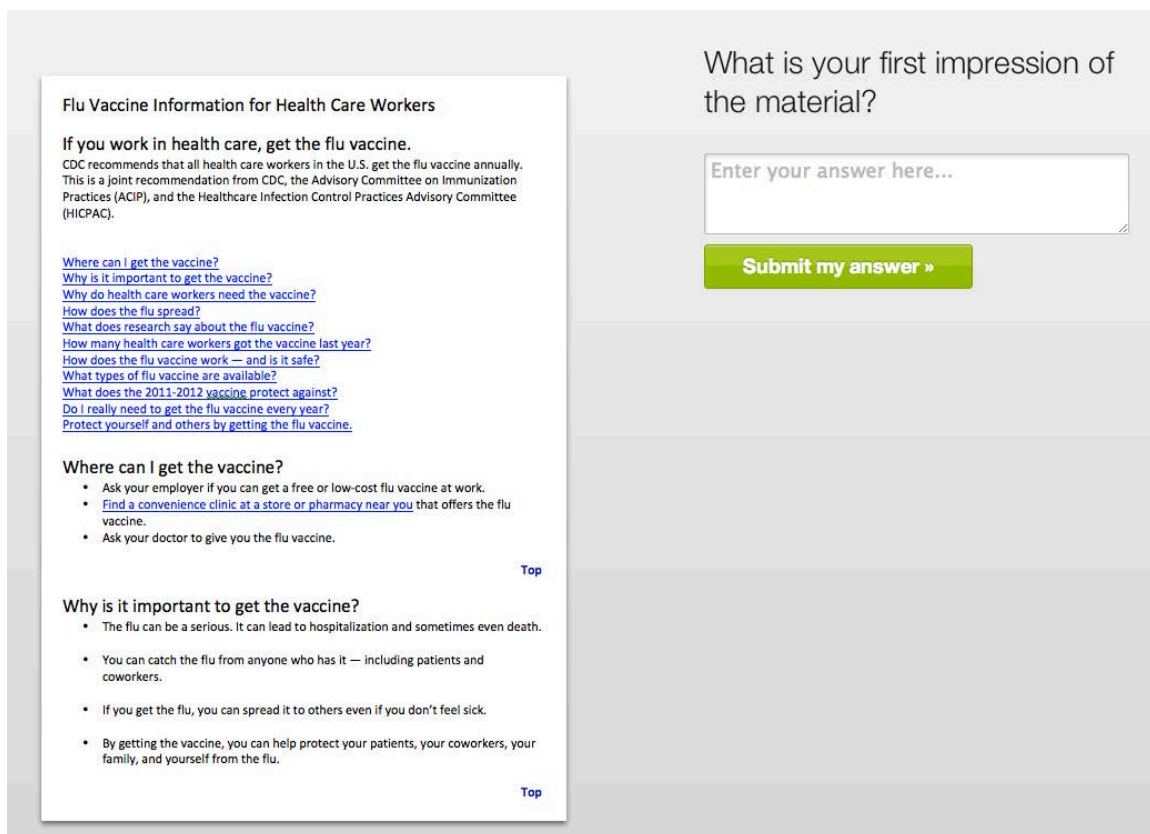 Flu Vaccine Information for Health Care Workers
If you work in health care, get the flu vaccine.
CDC recommends that all health care workers in the U.S. get the flu vaccine annually.
This is a joint recommendation from CDC, the Advisory Committee on Immunization
Practices (ACIP), and the Healthcare Infection Control Practices Advisory Committee
(HICPAC).
Where can I get the vaccine?
Why is it important to get the vaccine?
Why do health care workers need the vaccine?
How does the flu spread?
What does research say about the flu vaccine?
How many health care workers got the vaccine last year?
How does the flu vaccine work — and is it safe?
What types of flu vaccine are available?
What does the 2011-2012 vaccine protect against?
Do I really need to get the flu vaccine every year?
Protect yourself and others by getting the flu vaccine.
Where can I get the vaccine?
• Ask your employer if you can get a free or low-cost flu vaccine at work.
• Find a convenience clinic at a store or pharmacy near you that offers the flu
vaccine.
• Ask your doctor to give you the flu vaccine.
Top
Why is it important to get the vaccine?
• The flu can be a serious. It can lead to hospitalization and sometimes even death.
• You can catch the flu from anyone who has it — including patients and
coworkers.
• If you get the flu, you can spread it to others even if you don't feel sick.
• By getting the vaccine, you can help protect your patients, your coworkers, your
family, and yourself from the flu.
Top
What is your first impression of
the material?
Enter your answer here...
Submit my answer »